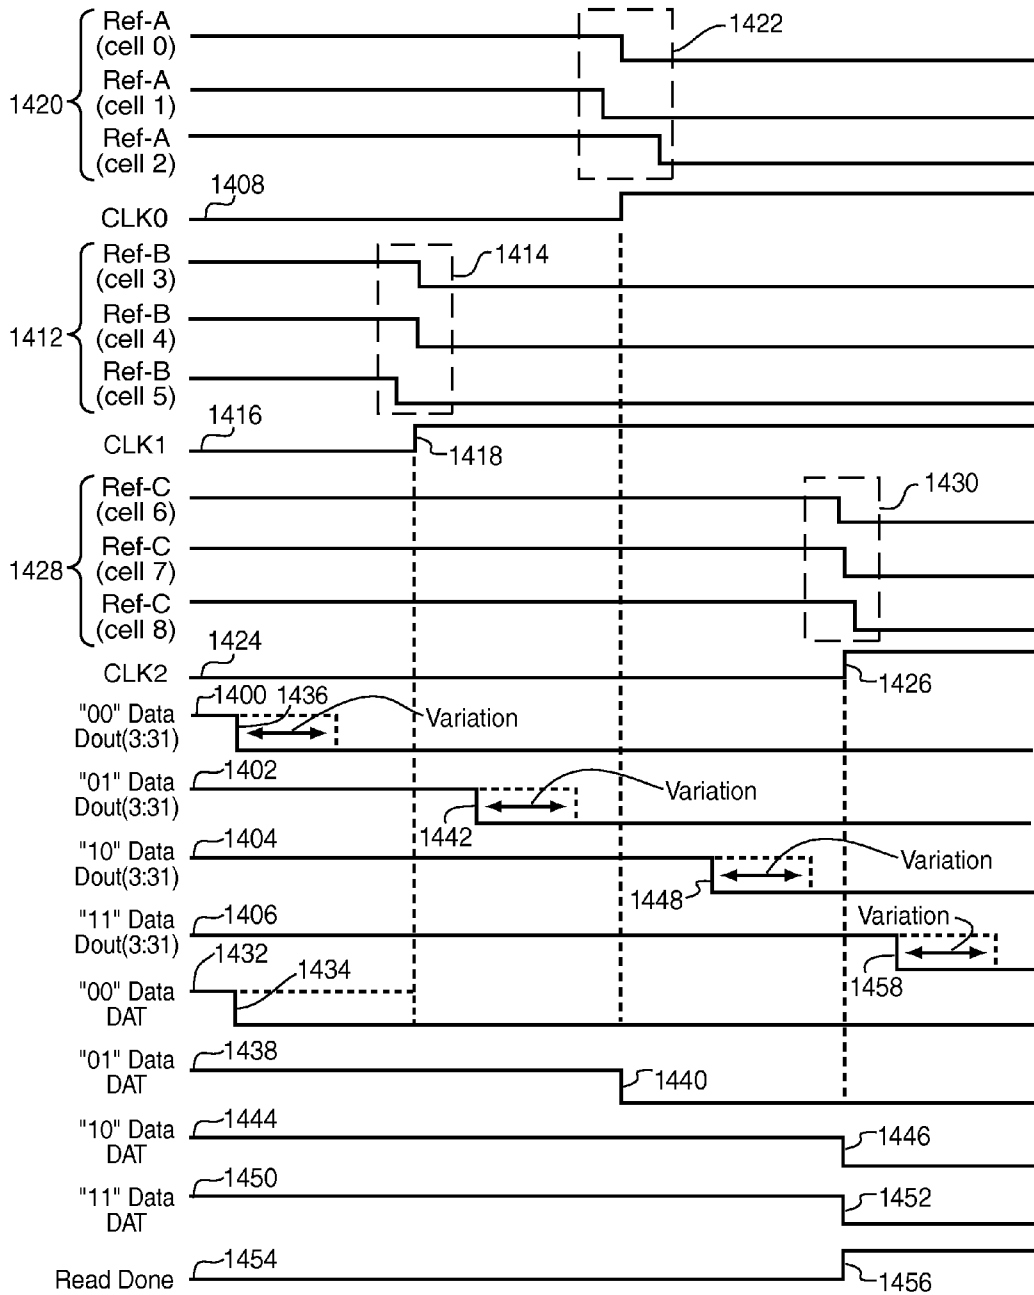 Ref-A
(cell 0)
1422
1420
Ref-A
(cell 1)
Ref-A
(cell 2)
1408
CLK0
Ref-B
(cell 3)
1414
1412
Ref-B
(cell 4)
Ref-B
(cell 5)
1416
CLK1
1418
Ref-C
(cell 6)
1430
1428
Ref-C
(cell 7)
Ref-C
(cell 8)
1424
CLK2
1426
1400
1436
"00" Data
Dout(3:31)
Variation
1402
"01" Data
Dout(3:31)
Variation
1442
1404
"10" Data
Dout(3:31)
Variation
1448
1406
"11" Data
Dout(3:31)
Variation
1458
1432
1434
"00" Data
DAT
1438
"01" Data
DAT
1440
1444
"10" Data
DAT
1446
1450
"11" Data
DAT
1452
1454
Read Done
1456